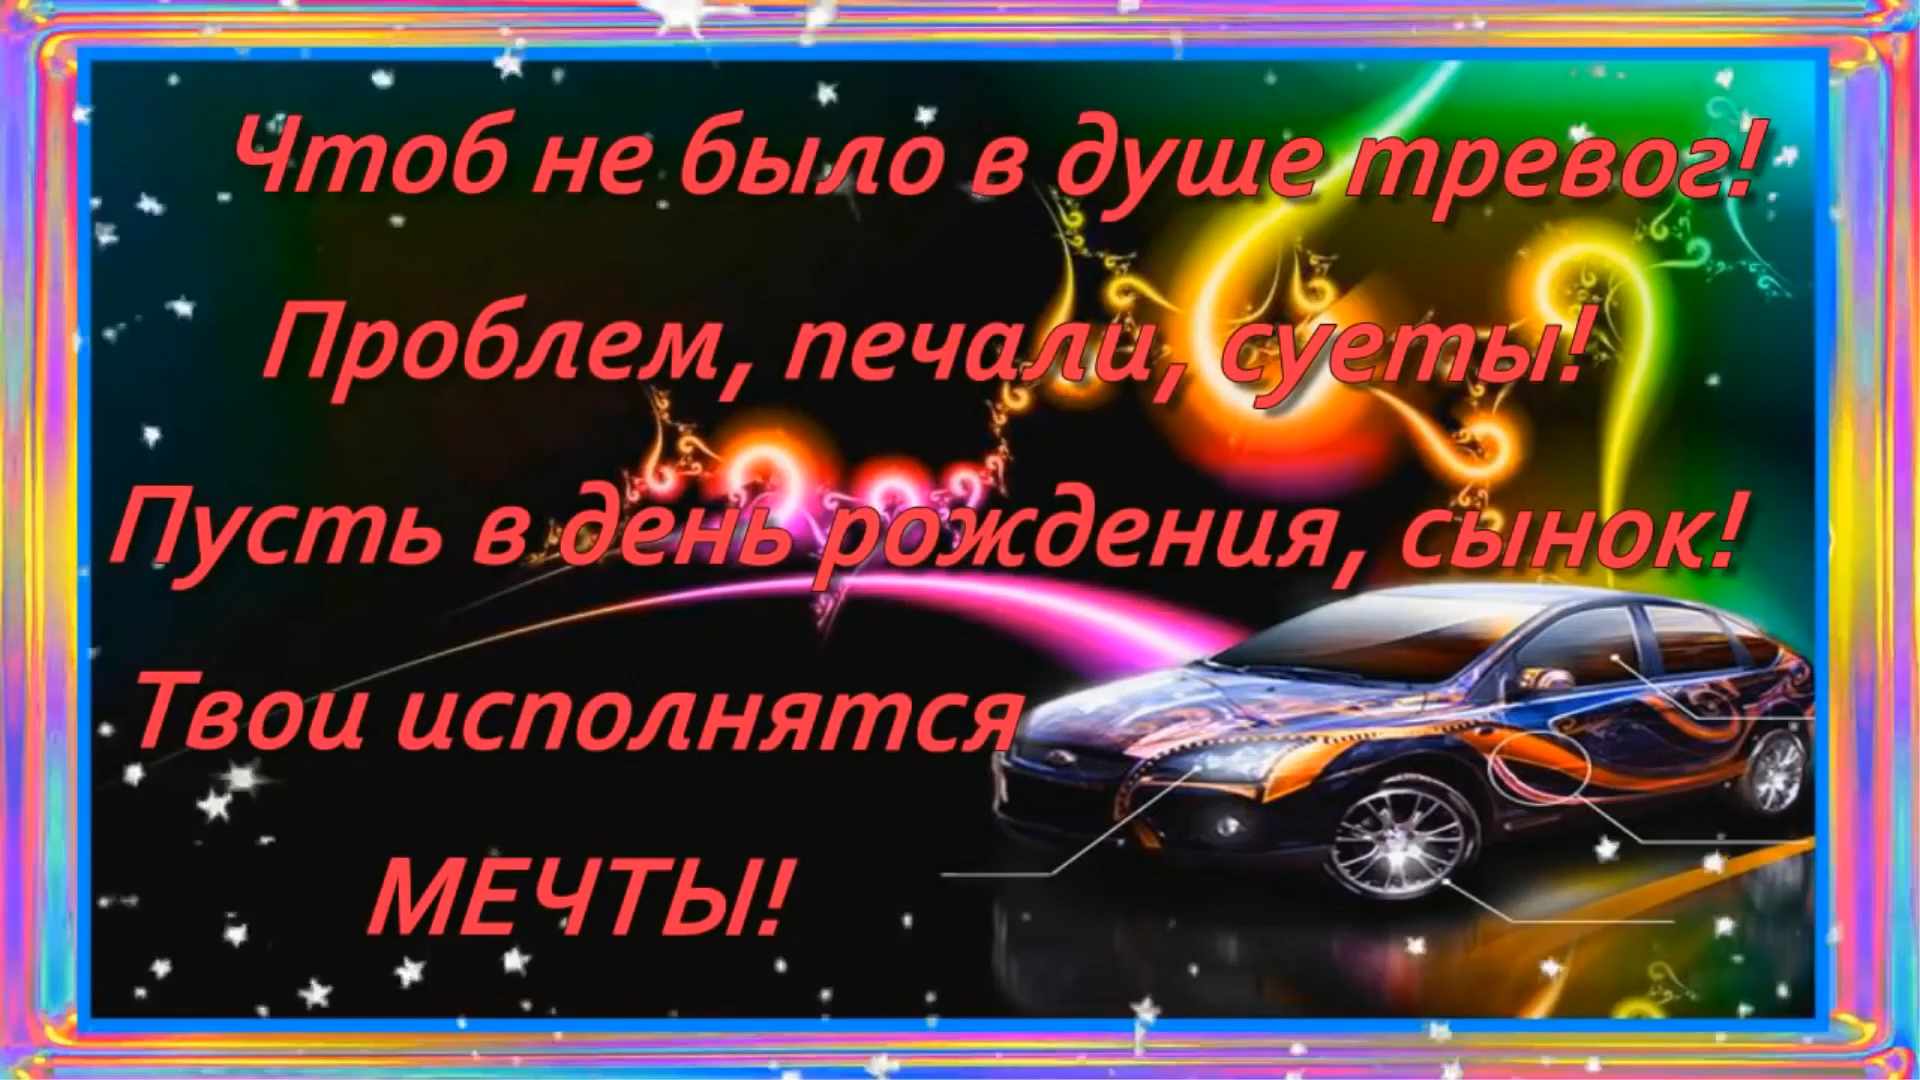 Чтоб не было в душе тревог!
Проблем, печали, суеты!
Пусть в день рождения, сынок!
Твои исполнятся
МЕЧТЫ!